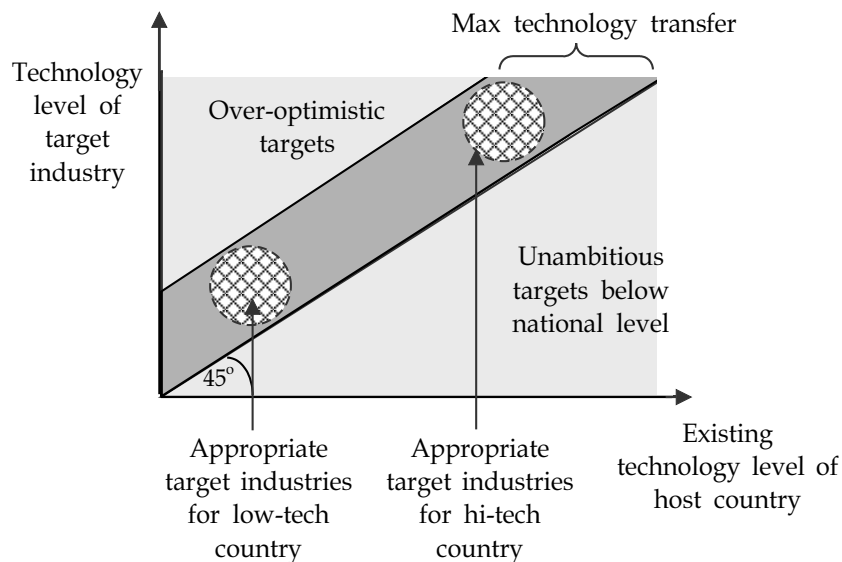 Max technology transfer
Technology
level of
target
industry
Over-optimistic
targets
Unambitious
targets below
national level
45º
Appropriate
target industries
for low-tech
country
Appropriate
target industries
for hi-tech
country
Existing
technology level of
host country